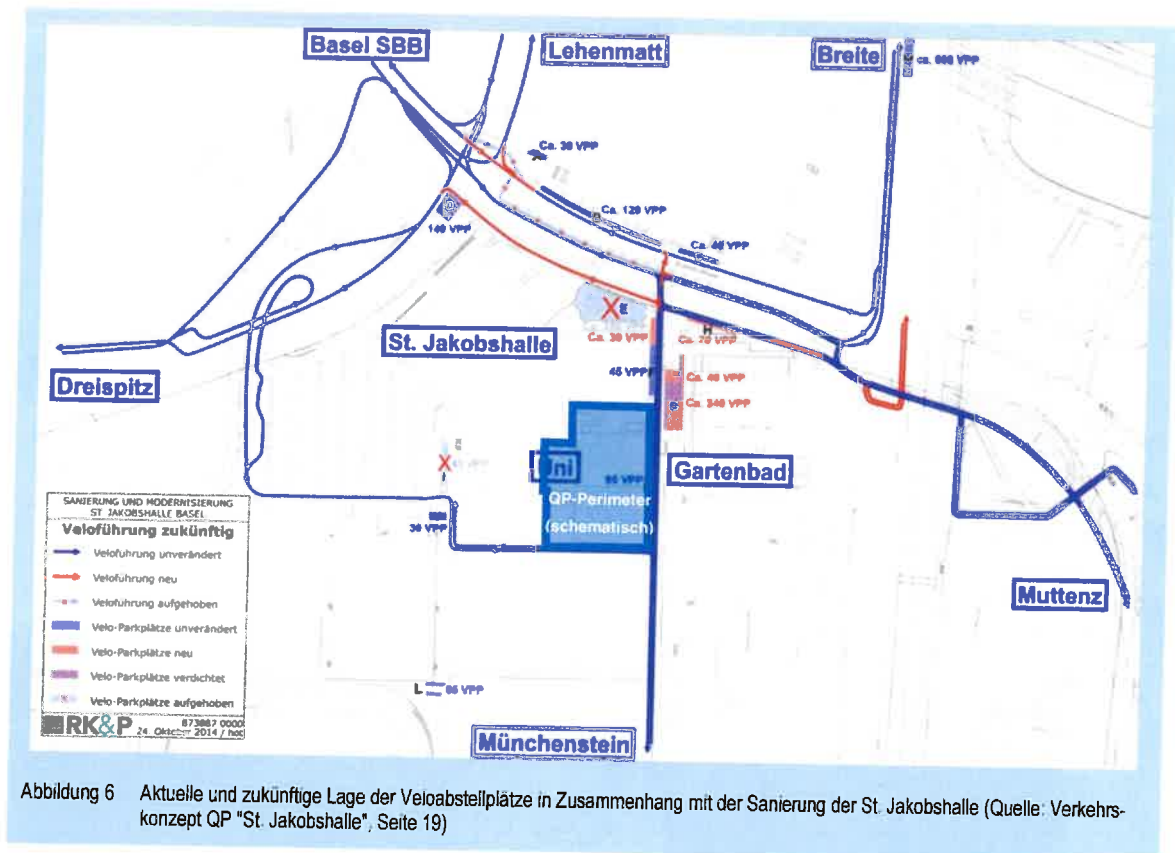 Basel SBB
Lehenmatt
Breite
Ca. 30 VPP
Ca. 120 VPP
140 VPP
Ca. 40 VPP
St. Jakobshalle
Ca. 30 VPP
H
Ca. 70 VPP
Dreispitz
45 VPP
Ca. 40 VPP
Ca. 340 VPP
Uni
Gartenbad
QP-Perimeter
(schematisch)
30 VPP
SANIERUNG UND MODERNISIERUNG
ST. JAKOBSHALLE BASEL
Veloführung zukünftig
Veloführung unverändert
Veloführung neu
Veloführung aufgehoben
Velo-Parkplätze unverändert
Velo-Parkplätze neu
Velo-Parkplätze verdichtet
Velo-Parkplätze aufgehoben
RK&P
24. Oktober 2014 /
Muttenz
L
VPP
Münchenstein
Abbildung 6 Aktuelle und zukünftige Lage der Veloabstellplätze in Zusammenhang mit der Sanierung der St. Jakobshalle (Quelle: Verkehrs-
konzept QP "St. Jakobshalle", Seite 19)